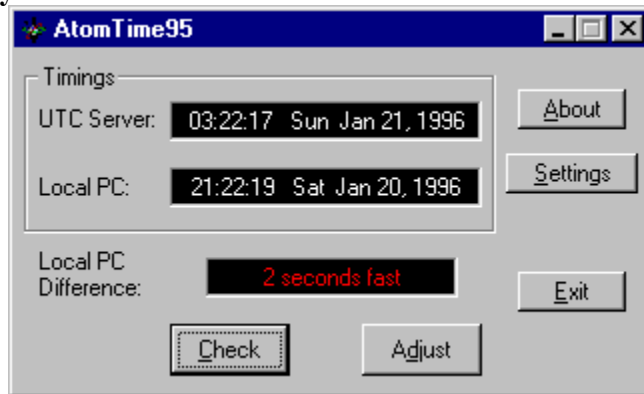 y
AtomTime95
Timings
UTC Server: 03:22:17 Sun Jan 21, 1996
About
Local PC: 21:22:19 Sat Jan 20, 1996
Settings
Local PC
Difference:
2 seconds fast
Exit
Check
Adjust